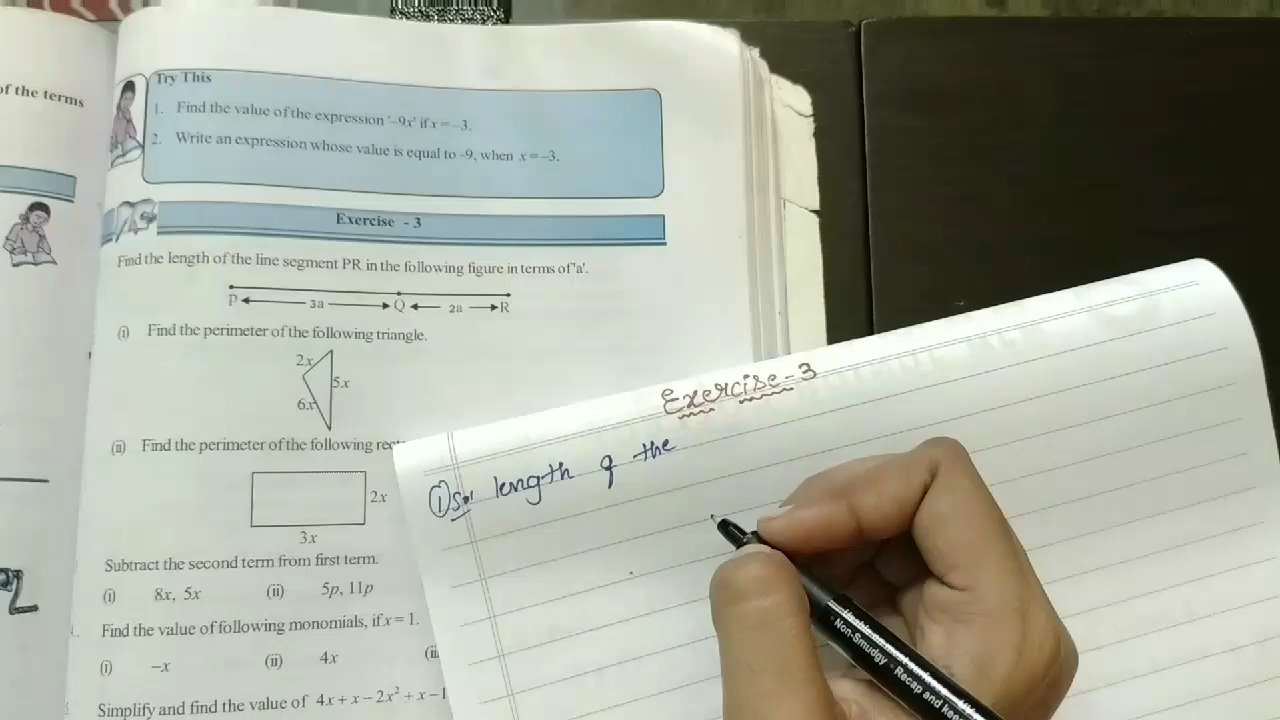 of the terms
Try This
1. Find the value of the expression '–9x' if x = –3.
2. Write an expression whose value is equal to -9, when x = –3.
Exercise - 3
Find the length of the line segment PR in the following figure in terms of 'a'.
P 3a Q 2a R
(i) Find the perimeter of the following triangle.
2x
5x
6x
(ii) Find the perimeter of the following
2x
3x
Subtract the second term from first term.
(i) 8x, 5x (ii) 5p, 11p
Find the value of following monomials, if x = 1.
(i) –x (ii) 4x
Simplify and find the value of 4x + x – 2x² + x – 1
Exercise-3
① Sol length of the
Non-Smudgy • Recap and